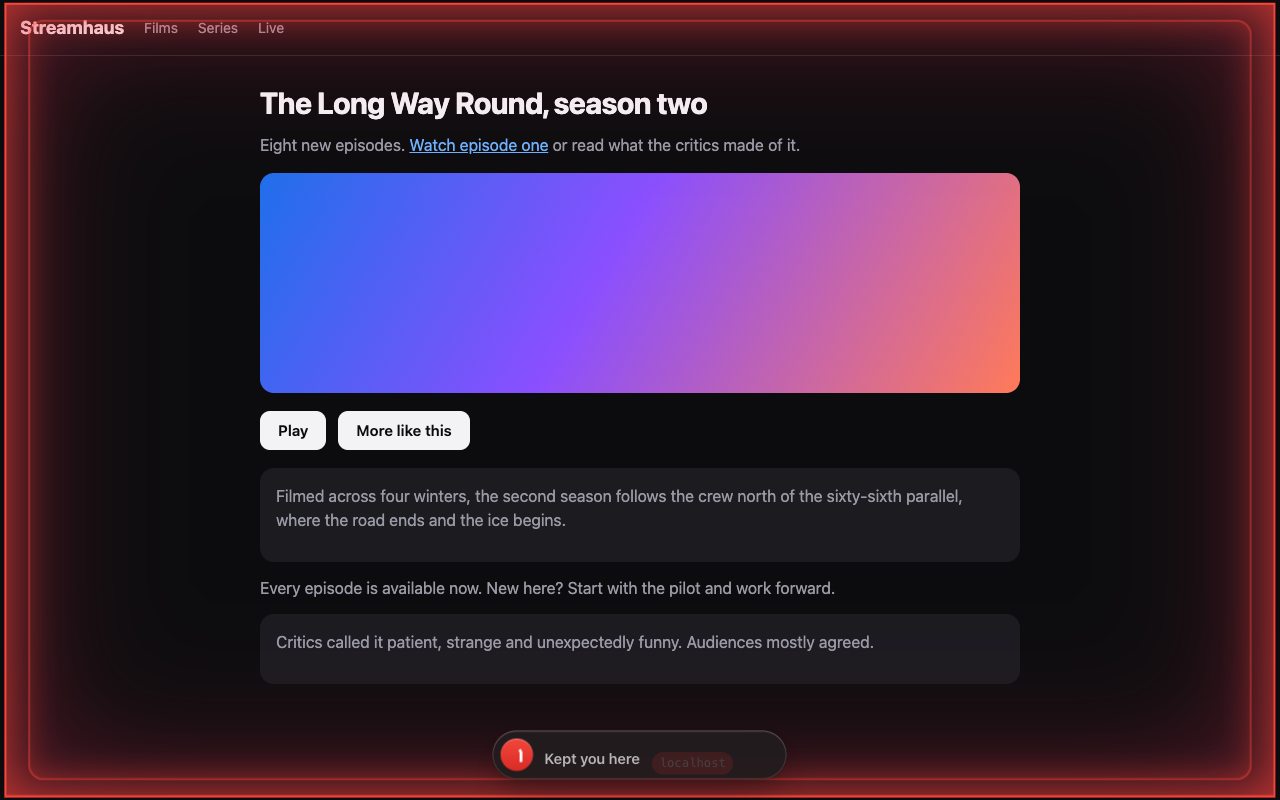 Streamhaus Films Series Live
The Long Way Round, season two
Eight new episodes. Watch episode one or read what the critics made of it.
Play More like this
Filmed across four winters, the second season follows the crew north of the sixty-sixth parallel,
where the road ends and the ice begins.
Every episode is available now. New here? Start with the pilot and work forward.
Critics called it patient, strange and unexpectedly funny. Audiences mostly agreed.
Kept you here localhost